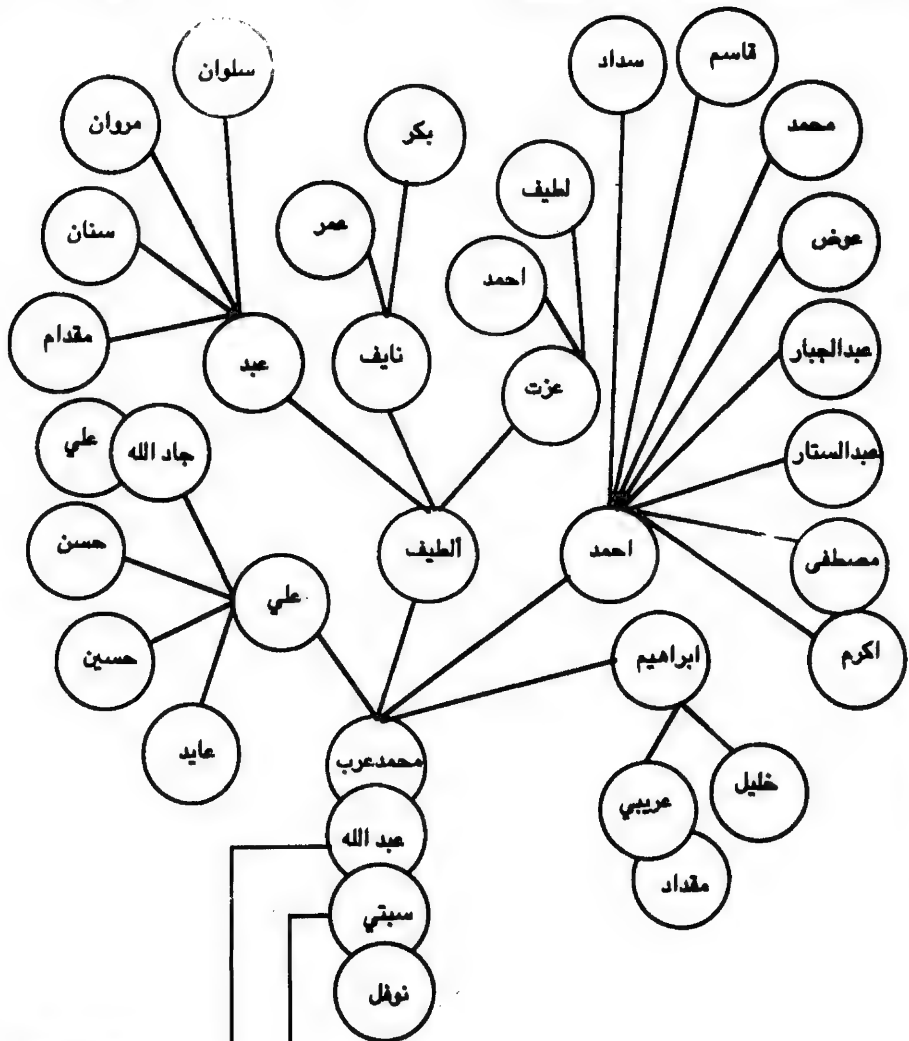 سلوان
مروان
سنان
مقدام
عبد
بكر
عمر
نايف
لطيف
احمد
عزت
سداد
قاسم
محمد
عوض
عبدالجبار
عبدالستار
مصطفى
اكرم
احمد
ألطيف
علي
جاد الله
علي
حسن
حسين
عايد
ابراهيم
خليل
عريبي
مقداد
محمدعرب
عبد الله
سبتي
نوفل